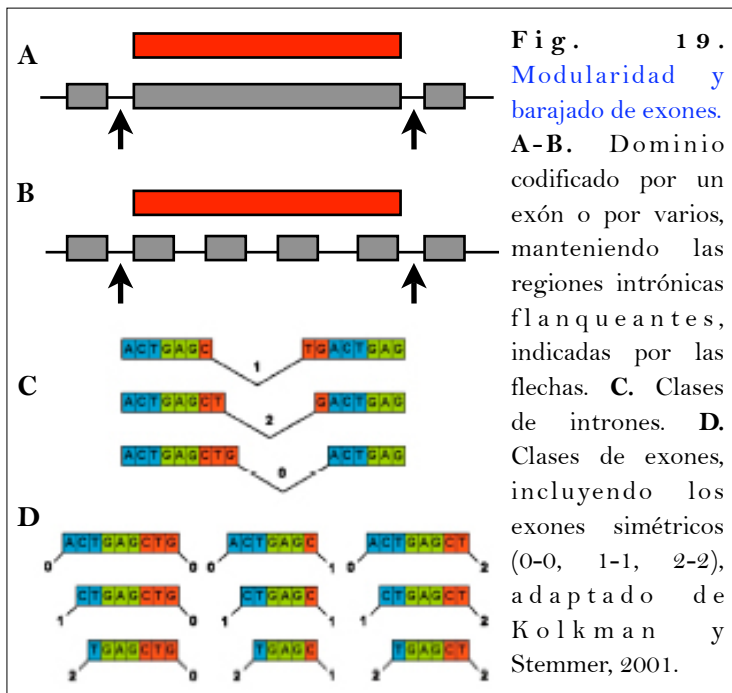 Fig. 19.
Modularidad y
barajado de exones.
A-B. Dominio
codificado por un
exón o por varios,
manteniendo las
regiones intrónicas
flanqueantes,
indicadas por las
flechas. C. Clases
de intrones. D.
Clases de exones,
incluyendo los
exones simétricos
(0-0, 1-1, 2-2),
adaptado de
Kolkman y
Stemmer, 2001.
A
B
C
ACTGAGC 1 TGACTGAG
ACTGAGCT 2 GACTGAG
ACTGAGCTG 0 ACTGAG
D
0 ACTGAGCTG 0 0 ACTGAGC 1 0 ACTGAGCT 2
1 CTGAGCTG 0 1 CTGAGC 1 1 CTGAGCT 2
2 TGAGCTG 0 2 TGAGC 1 2 TGAGCT 2